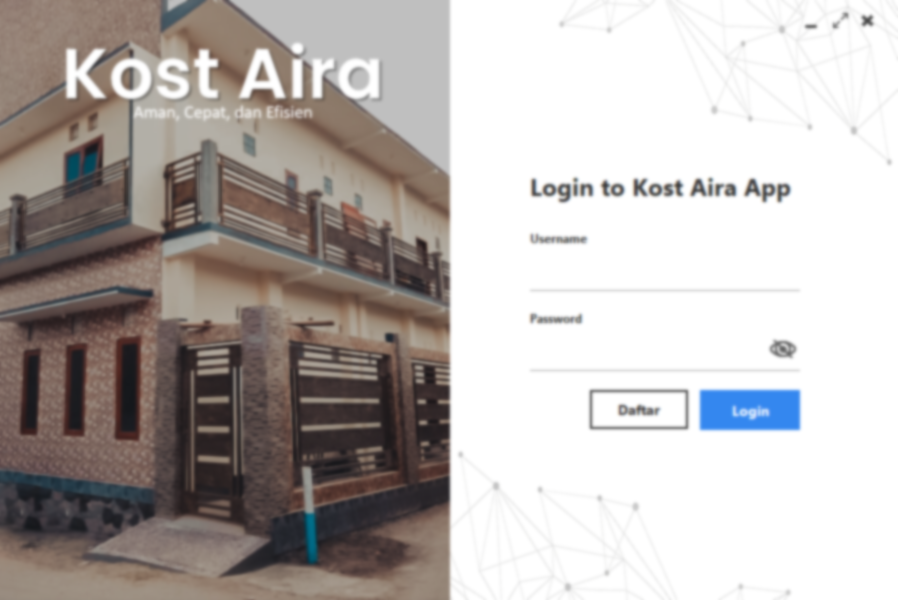 Kost Aira
Aman, Cepat, dan Efisien
Login to Kost Aira App
Username
Password
Daftar
Login